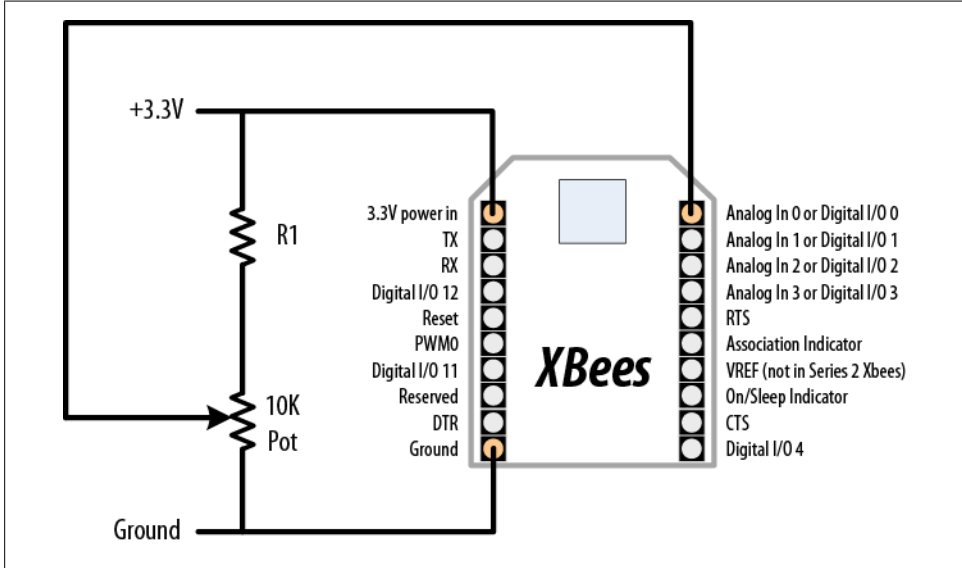 +3.3V
R1
10K
Pot
Ground
3.3V power in
TX
RX
Digital I/O 12
Reset
PWM0
Digital I/O 11
Reserved
DTR
Ground
XBees
Analog In 0 or Digital I/O 0
Analog In 1 or Digital I/O 1
Analog In 2 or Digital I/O 2
Analog In 3 or Digital I/O 3
RTS
Association Indicator
VREF (not in Series 2 Xbees)
On/Sleep Indicator
CTS
Digital I/O 4